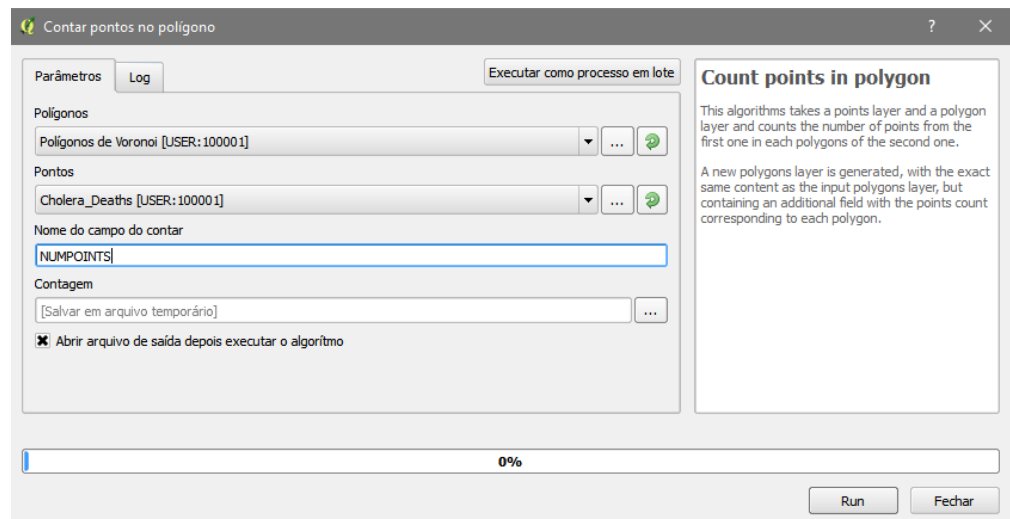 Contar pontos no polígono
Parâmetros
Log
Executar como processo em lote
Polígonos
Polígonos de Voronoi [USER:100001]
...
Pontos
Cholera_Deaths [USER:100001]
...
Nome do campo do contar
NUMPOINTS
Contagem
[Salvar em arquivo temporário]
...
Abrir arquivo de saída depois executar o algorítmo
Count points in polygon
This algorithms takes a points layer and a polygon
layer and counts the number of points from the
first one in each polygons of the second one.
A new polygons layer is generated, with the exact
same content as the input polygons layer, but
containing an additional field with the points count
corresponding to each polygon.
0%
Run
Fechar